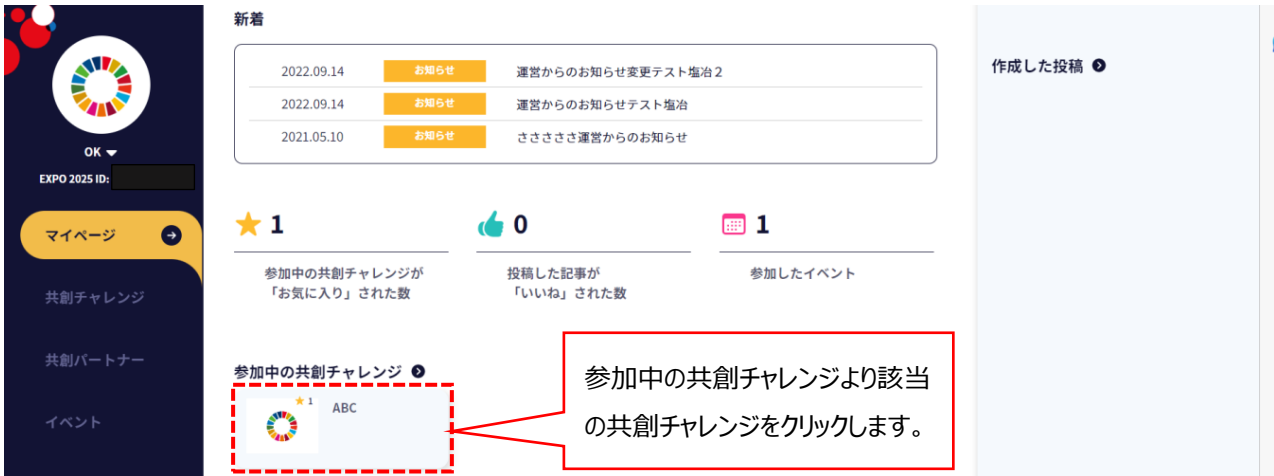 新着
2022.09.14 お知らせ 運営からのお知らせ変更テスト塩冶２
2022.09.14 お知らせ 運営からのお知らせテスト塩冶
2021.05.10 お知らせ さささささ運営からのお知らせ
作成した投稿
OK
EXPO 2025 ID:
マイページ
共創チャレンジ
共創パートナー
イベント
1
参加中の共創チャレンジが
「お気に入り」された数
0
投稿した記事が
「いいね」された数
1
参加したイベント
参加中の共創チャレンジ
1
ABC
参加中の共創チャレンジより該当
の共創チャレンジをクリックします。